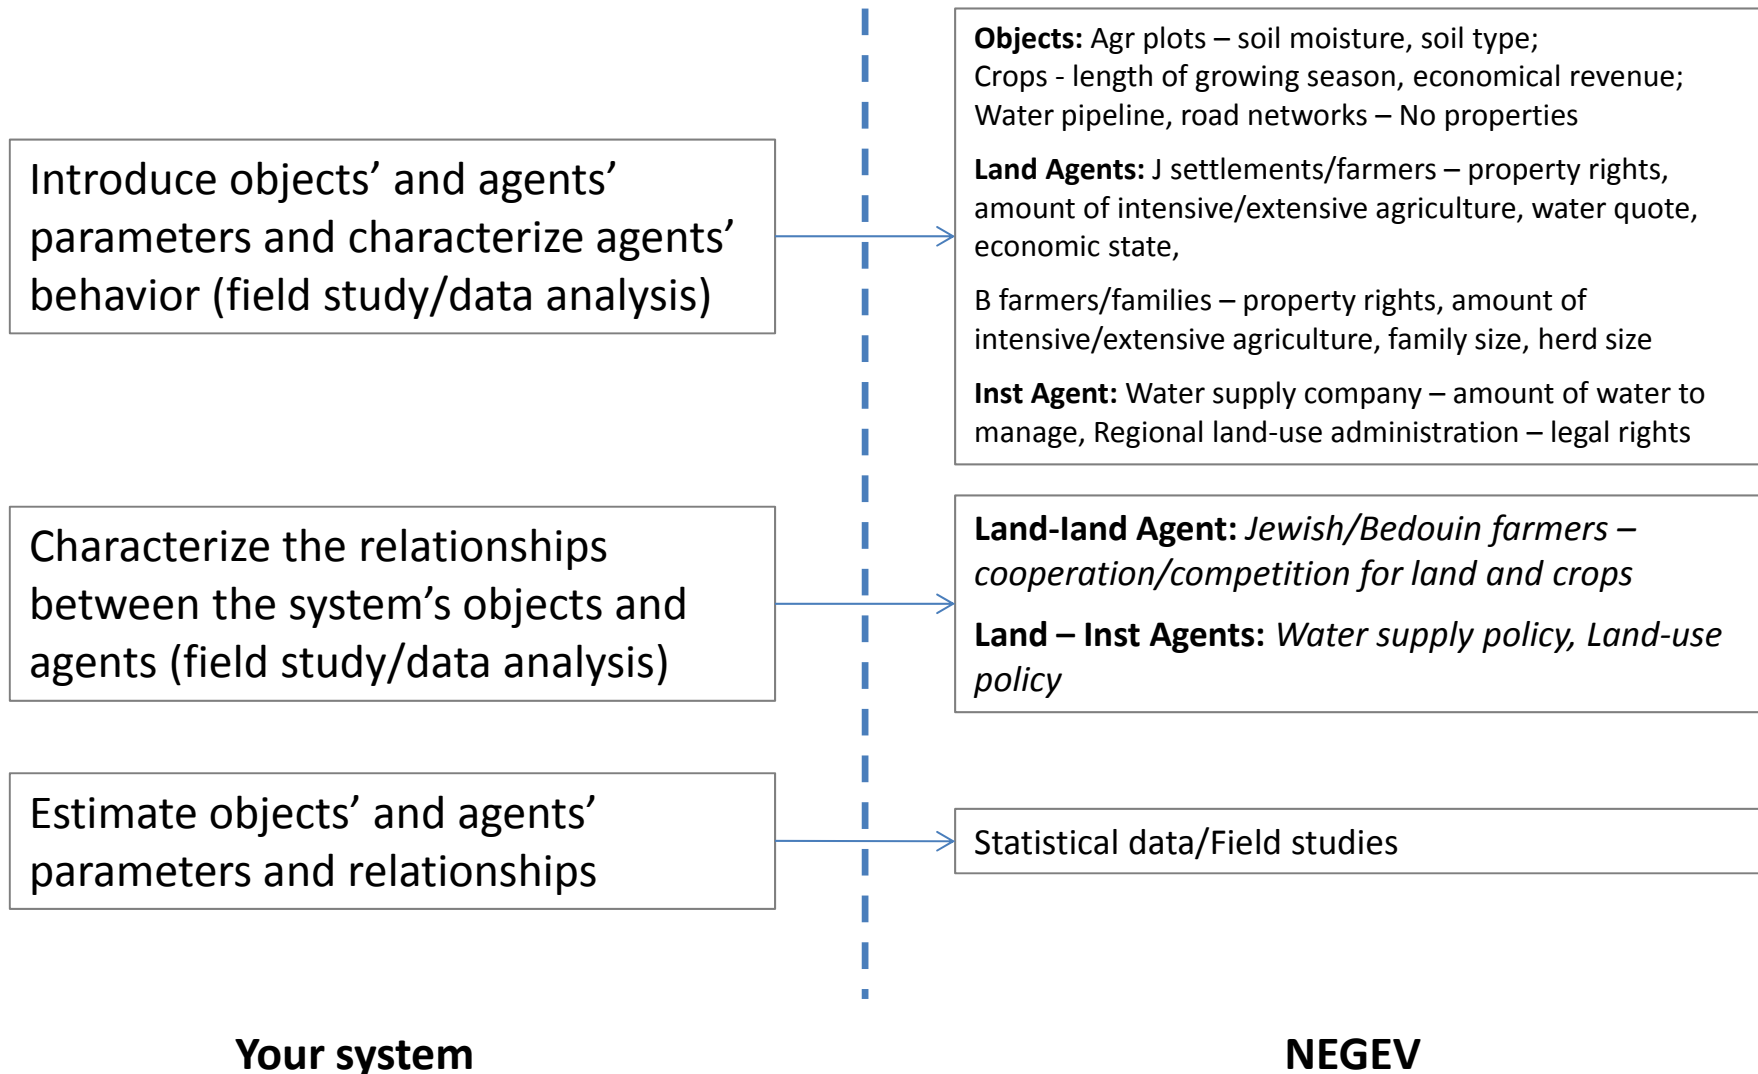 Introduce objects’ and agents’
parameters and characterize agents’
behavior (field study/data analysis)
Objects: Agr plots – soil moisture, soil type;
Crops - length of growing season, economical revenue;
Water pipeline, road networks – No properties
Land Agents: J settlements/farmers – property rights,
amount of intensive/extensive agriculture, water quote,
economic state,
B farmers/families – property rights, amount of
intensive/extensive agriculture, family size, herd size
Inst Agent: Water supply company – amount of water to
manage, Regional land-use administration – legal rights
Characterize the relationships
between the system’s objects and
agents (field study/data analysis)
Land-land Agent: Jewish/Bedouin farmers –
cooperation/competition for land and crops
Land – Inst Agents: Water supply policy, Land-use
policy
Estimate objects’ and agents’
parameters and relationships
Statistical data/Field studies
Your system
NEGEV